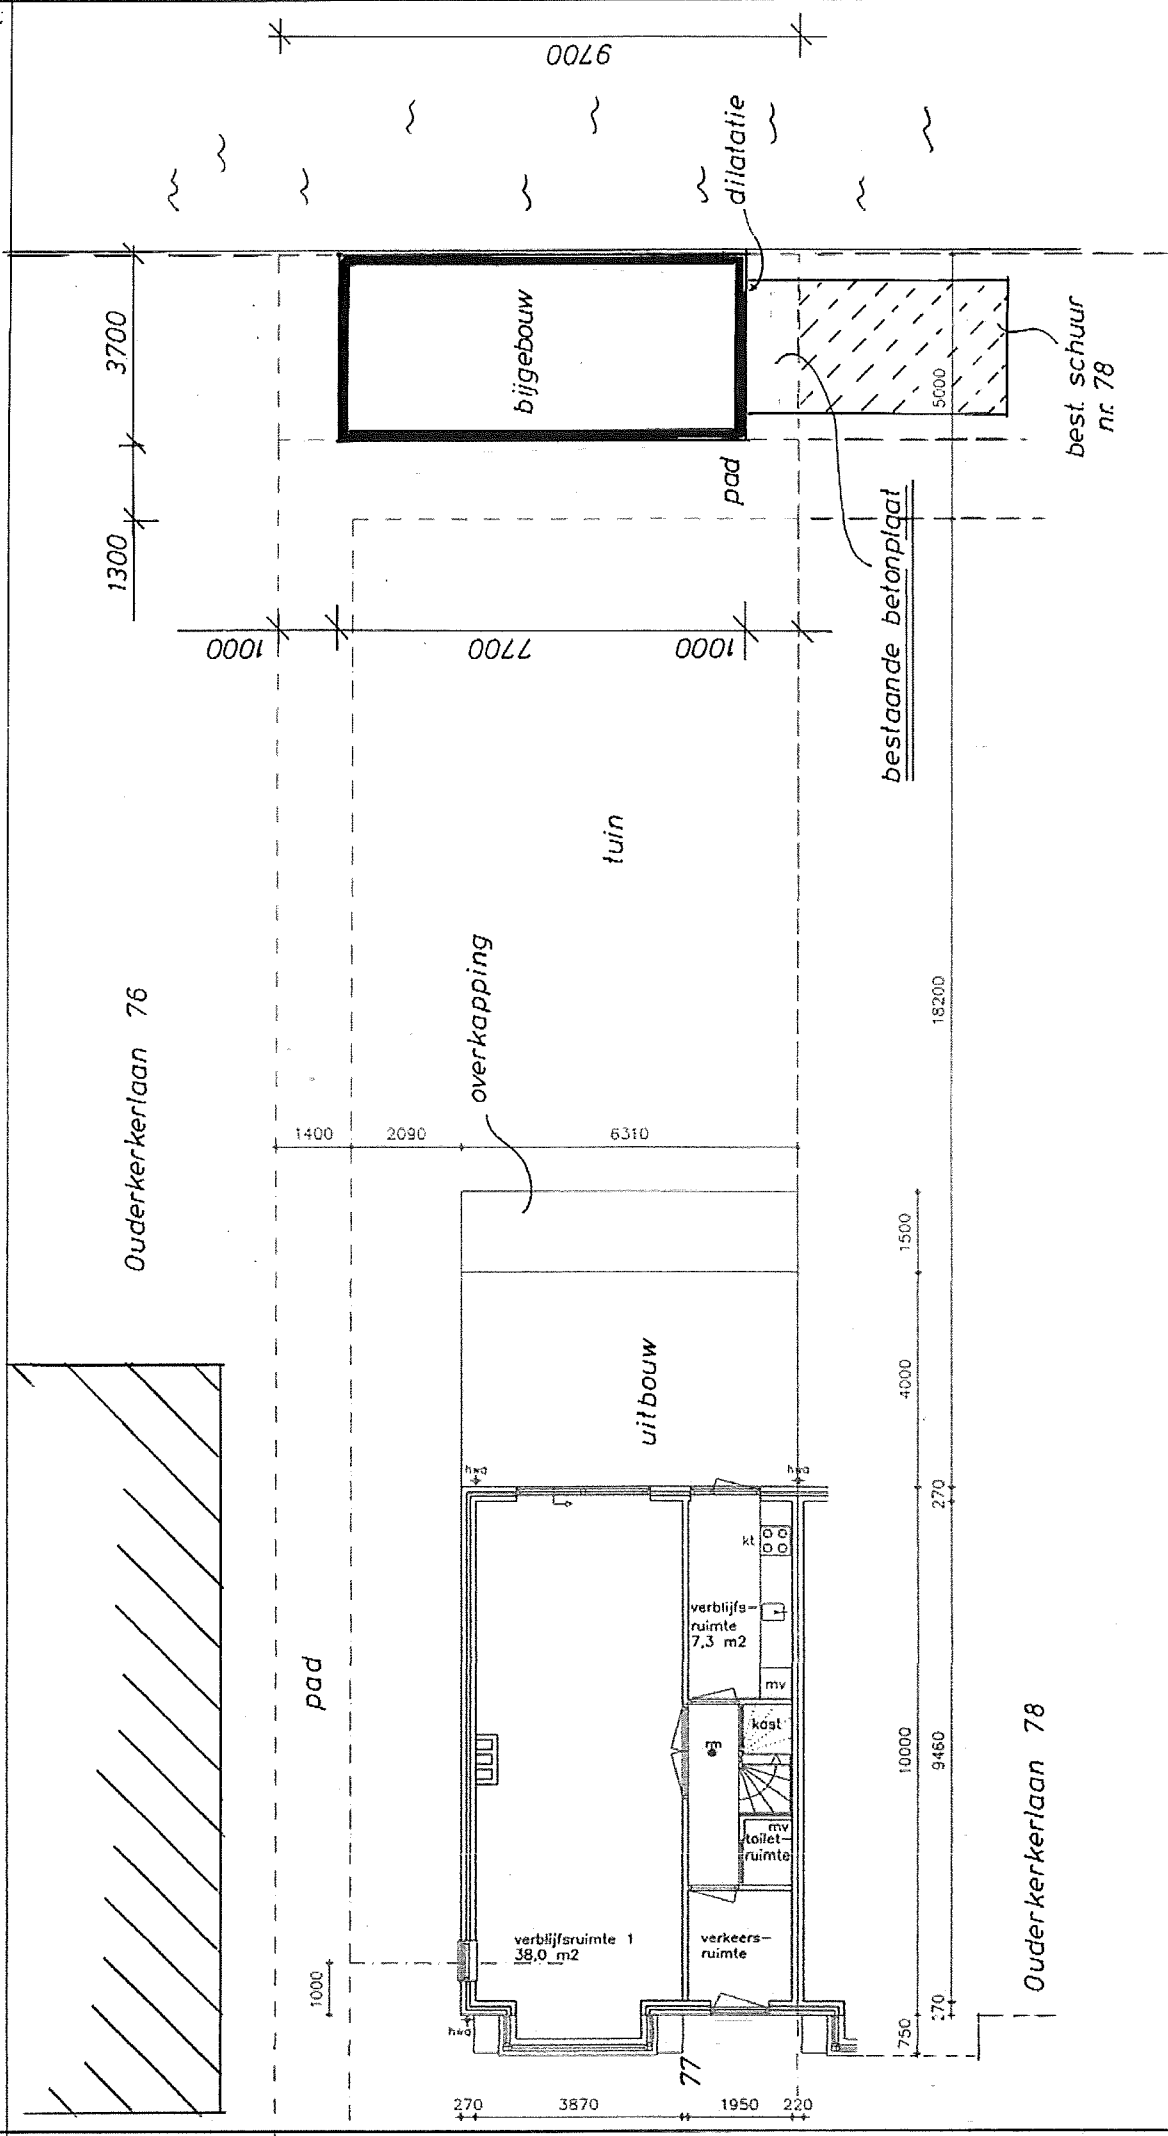 9700
dilatatie
3700
bijgebouw
1300
5000
best. schuur
nr. 78
pad
bestaande betonplaat
1000
7700
1000
tuin
Ouderkerkerlaan 76
overkapping
18200
1400
2090
6310
1500
uitbouw
4000
hwa
hwa
270
kt
verblijfs-
ruimte
7,3 m2
mv
pad
kast
rm
10000
9460
mv
toilet-
ruimte
verblijfsruimte 1
38,0 m2
verkeers-
ruimte
Ouderkerkerlaan 78
1000
hwa
270
750
77
270
3870
1950
220